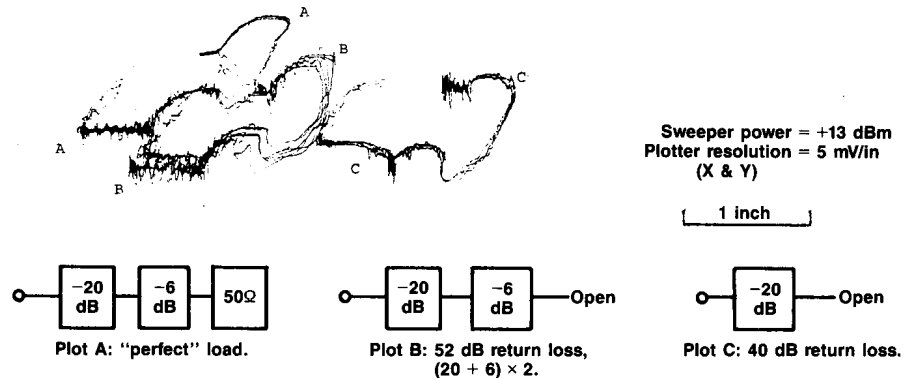 A
B
C
A
C
B
Sweeper power = +13 dBm
Plotter resolution = 5 mV/in
(X & Y)
1 inch
−20
dB
−6
dB
50Ω
−20
dB
−6
dB
Open
−20
dB
Open
Plot A: “perfect” load.
Plot B: 52 dB return loss,
(20 + 6) × 2.
Plot C: 40 dB return loss.